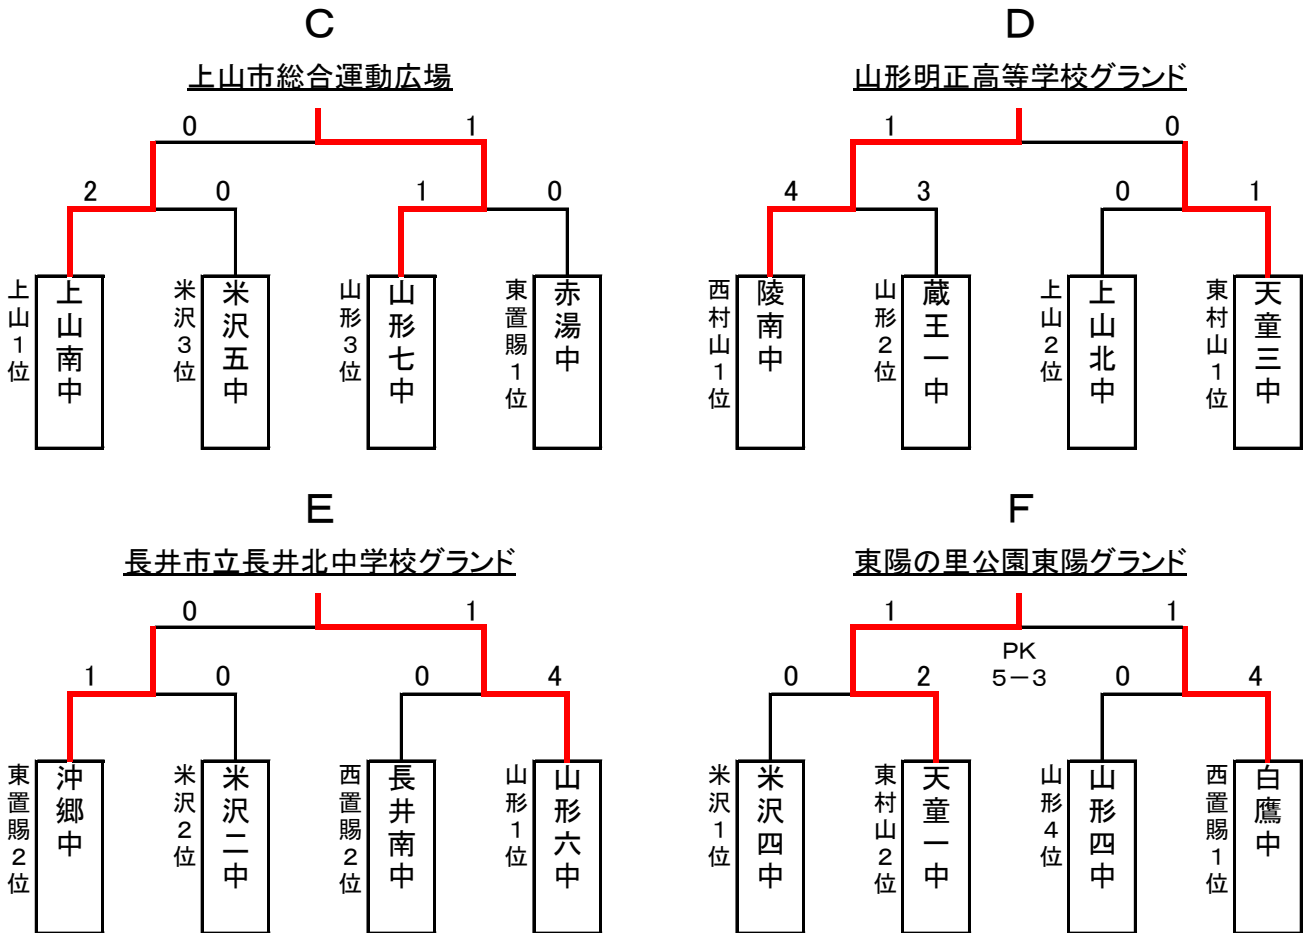 C
上山市総合運動広場
0
1
2
0
1
0
上山1位
上山南中
米沢3位
米沢五中
山形3位
山形七中
東置賜1位
赤湯中
D
山形明正高等学校グランド
1
0
4
3
0
1
西村山1位
陵南中
山形2位
蔵王一中
上山2位
上山北中
東村山1位
天童三中
E
長井市立長井北中学校グランド
0
1
1
0
0
4
東置賜2位
沖郷中
米沢2位
米沢二中
西置賜2位
長井南中
山形1位
山形六中
F
東陽の里公園東陽グランド
1
1
PK
5-3
0
2
0
4
米沢1位
米沢四中
東村山2位
天童一中
山形4位
山形四中
西置賜1位
白鷹中